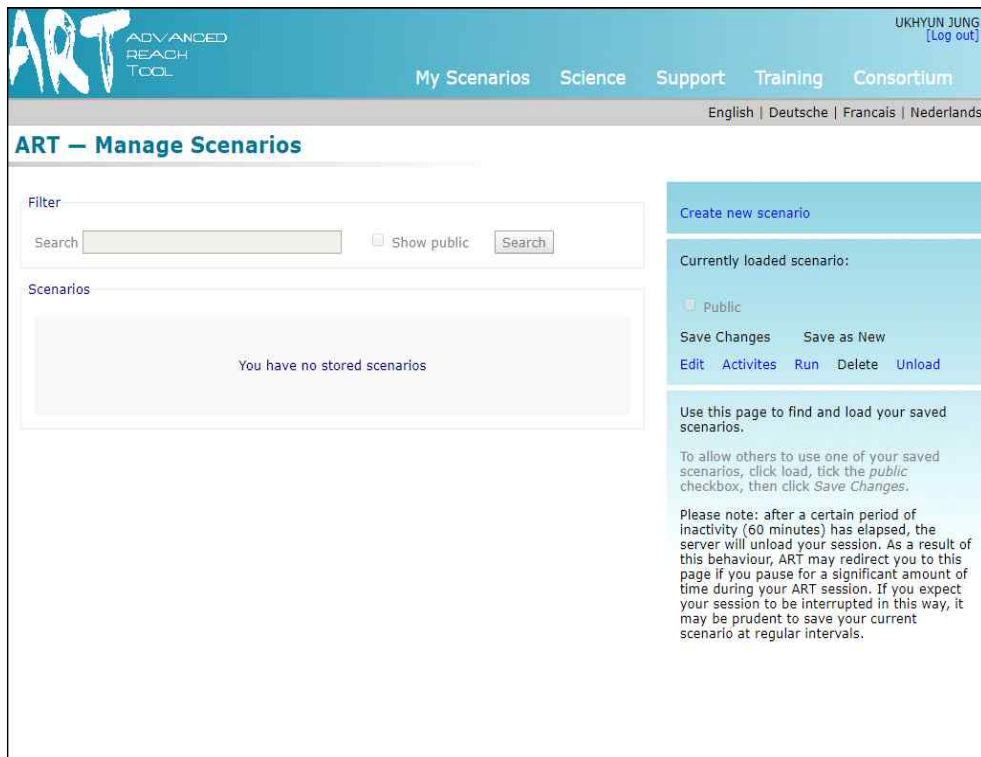 ART
ADVANCED
REACH
TOOL
UKHYUN JUNG
[Log out]
My Scenarios Science Support Training Consortium
English | Deutsche | Francais | Nederlands
ART — Manage Scenarios
Filter
Search Show public Search
Scenarios
You have no stored scenarios
Create new scenario
Currently loaded scenario:
Public
Save Changes Save as New
Edit Activites Run Delete Unload
Use this page to find and load your saved
scenarios.
To allow others to use one of your saved
scenarios, click load, tick the public
checkbox, then click Save Changes.
Please note: after a certain period of
inactivity (60 minutes) has elapsed, the
server will unload your session. As a result of
this behaviour, ART may redirect you to this
page if you pause for a significant amount of
time during your ART session. If you expect
your session to be interrupted in this way, it
may be prudent to save your current
scenario at regular intervals.